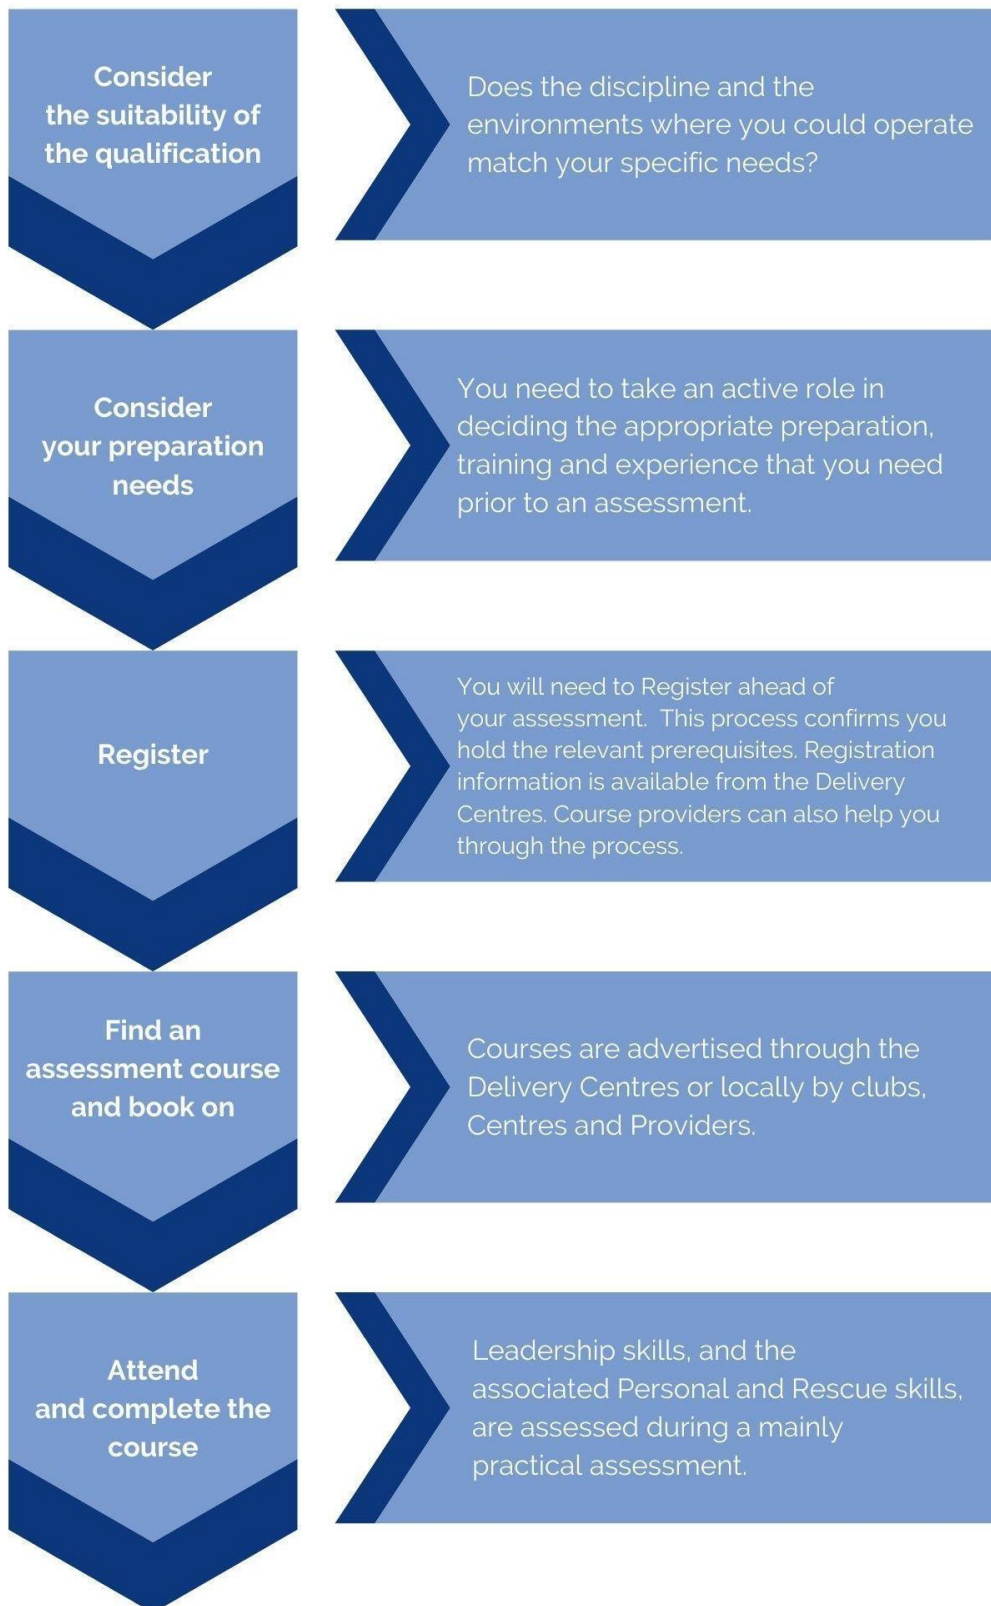 Consider
the suitability of
the qualification
Does the discipline and the
environments where you could operate
match your specific needs?
Consider
your preparation
needs
You need to take an active role in
deciding the appropriate preparation,
training and experience that you need
prior to an assessment.
Register
You will need to Register ahead of
your assessment.  This process confirms you
hold the relevant prerequisites. Registration
information is available from the Delivery
Centres. Course providers can also help you
through the process.
Find an
assessment course
and book on
Courses are advertised through the
Delivery Centres or locally by clubs,
Centres and Providers.
Attend
and complete the
course
Leadership skills, and the
associated Personal and Rescue skills,
are assessed during a mainly
practical assessment.